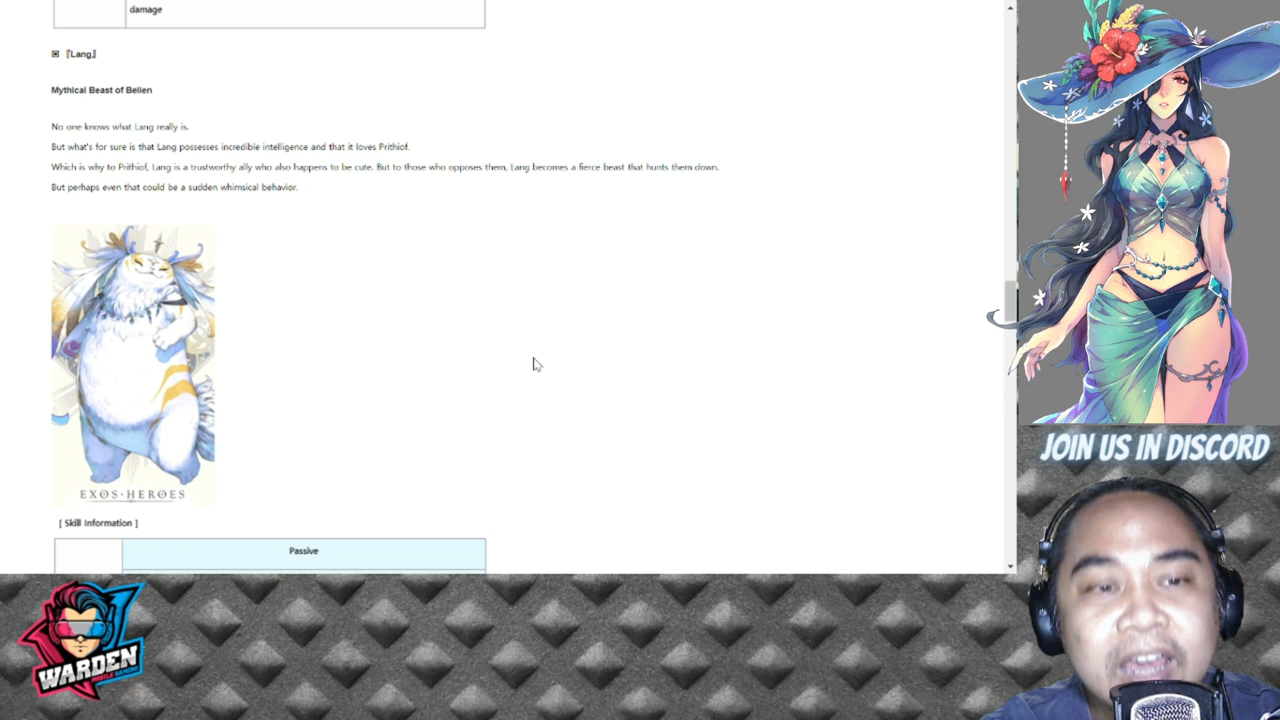 damage
▣ 『Lang』
Mythical Beast of Belien
No one knows what Lang really is.
But what's for sure is that Lang possesses incredible intelligence and that it loves Prithiof.
Which is why to Prithiof, Lang is a trustworthy ally who also happens to be cute. But to those who opposes them, Lang becomes a fierce beast that hunts them down.
But perhaps even that could be a sudden whimsical behavior.
EXOS·HEROES
[ Skill Information ]
Passive
JOIN US IN DISCORD
WARDEN
MOBILE GAMING